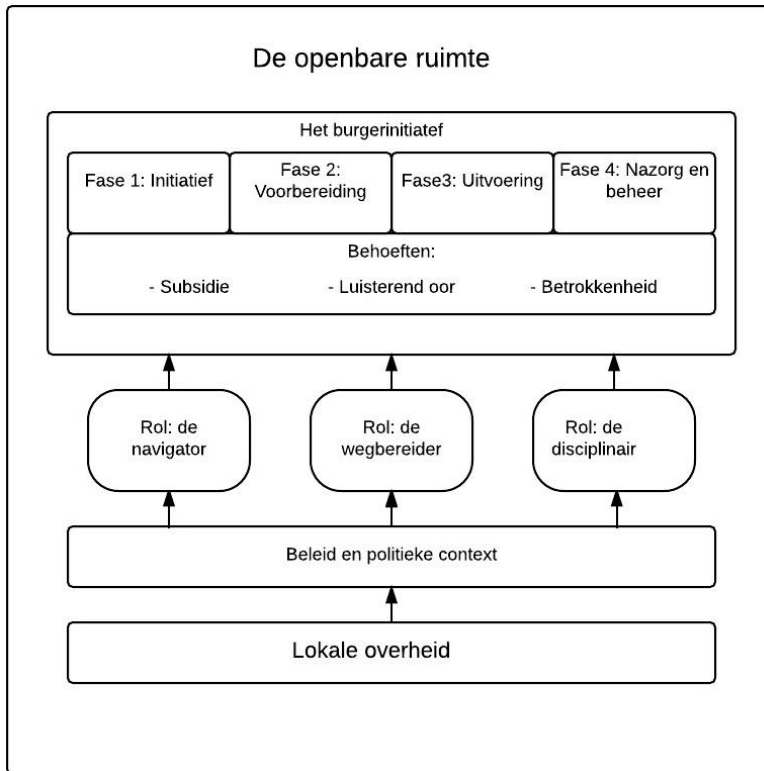 De openbare ruimte
Het burgerinitiatef
Fase 1: Initiatief
Fase 2:
Voorbereiding
Fase3: Uitvoering
Fase 4: Nazorg en
beheer
Behoeften:
- Subsidie
- Luisterend oor
- Betrokkenheid
Rol: de
navigator
Rol: de
wegbereider
Rol: de
disciplinair
Beleid en politieke context
Lokale overheid